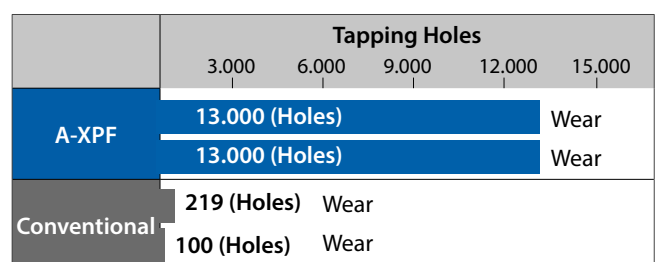 Tapping Holes
3.000 6.000 9.000 12.000 15.000
A-XPF
13.000 (Holes) Wear
13.000 (Holes) Wear
Conventional
219 (Holes) Wear
100 (Holes) Wear